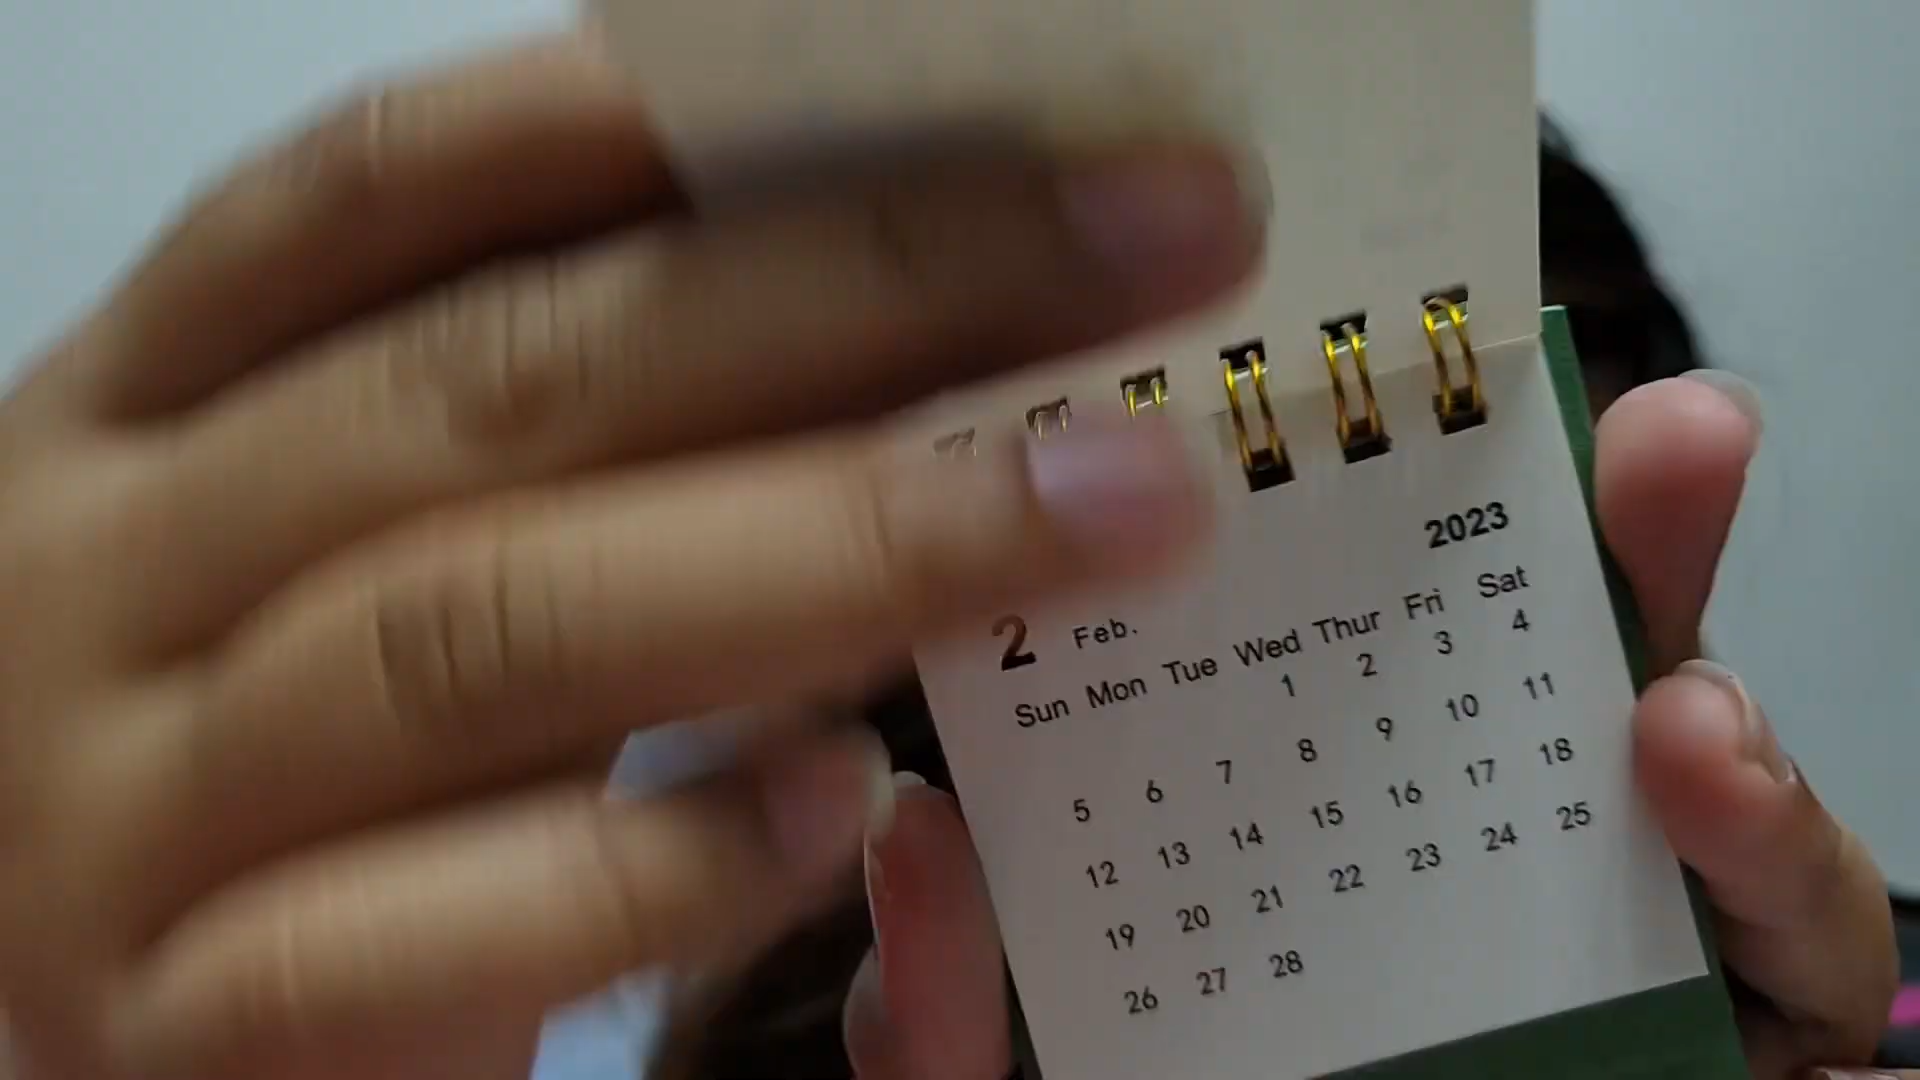 2023
2 Feb.
Sun Mon Tue Wed Thur Fri Sat
1 2 3 4
5 6 7 8 9 10 11
12 13 14 15 16 17 18
19 20 21 22 23 24 25
26 27 28